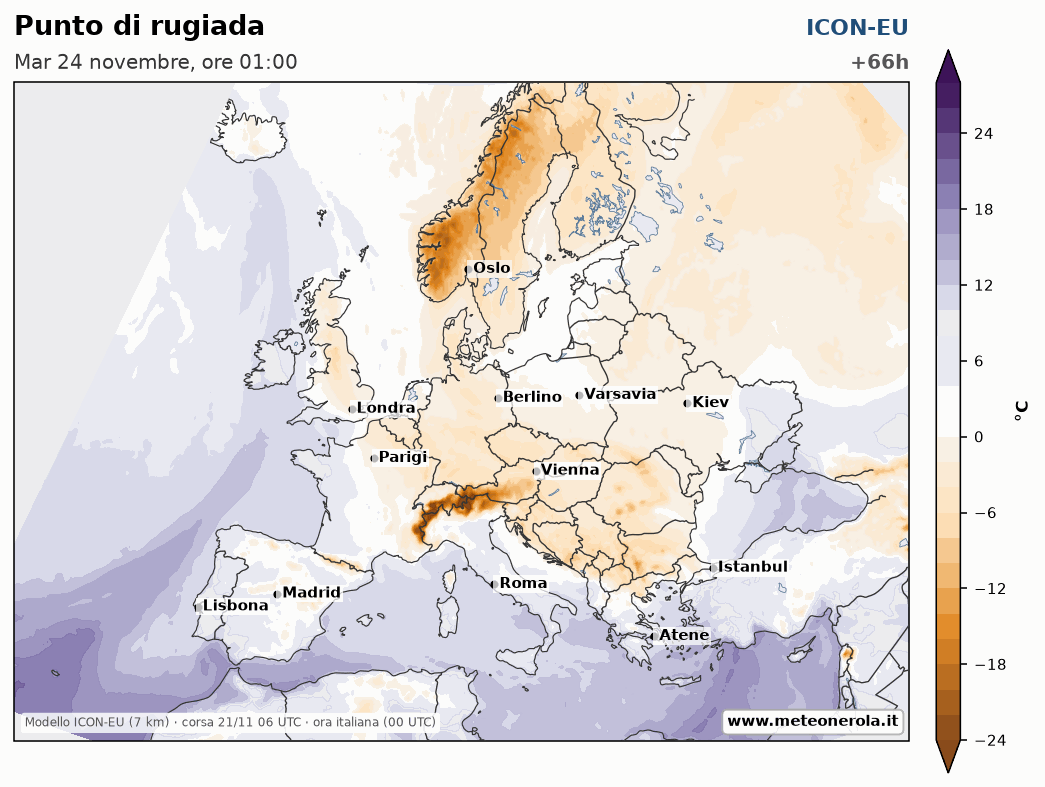 Punto di rugiada
ICON-EU
Mar 24 novembre, ore 01:00
+66h
24
18
12
6
0
−6
−12
−18
−24
°C
Oslo
Londra
Berlino
Varsavia
Kiev
Parigi
Vienna
Istanbul
Roma
Madrid
Lisbona
Atene
Modello ICON-EU (7 km) · corsa 21/11 06 UTC · ora italiana (00 UTC)
www.meteonerola.it